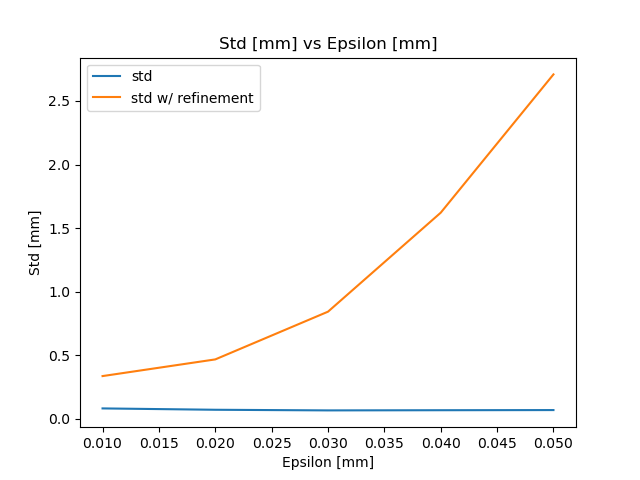 Std [mm] vs Epsilon [mm]
std
std w/ refinement
Std [mm]
2.5
2.0
1.5
1.0
0.5
0.0
0.010 0.015 0.020 0.025 0.030 0.035 0.040 0.045 0.050
Epsilon [mm]